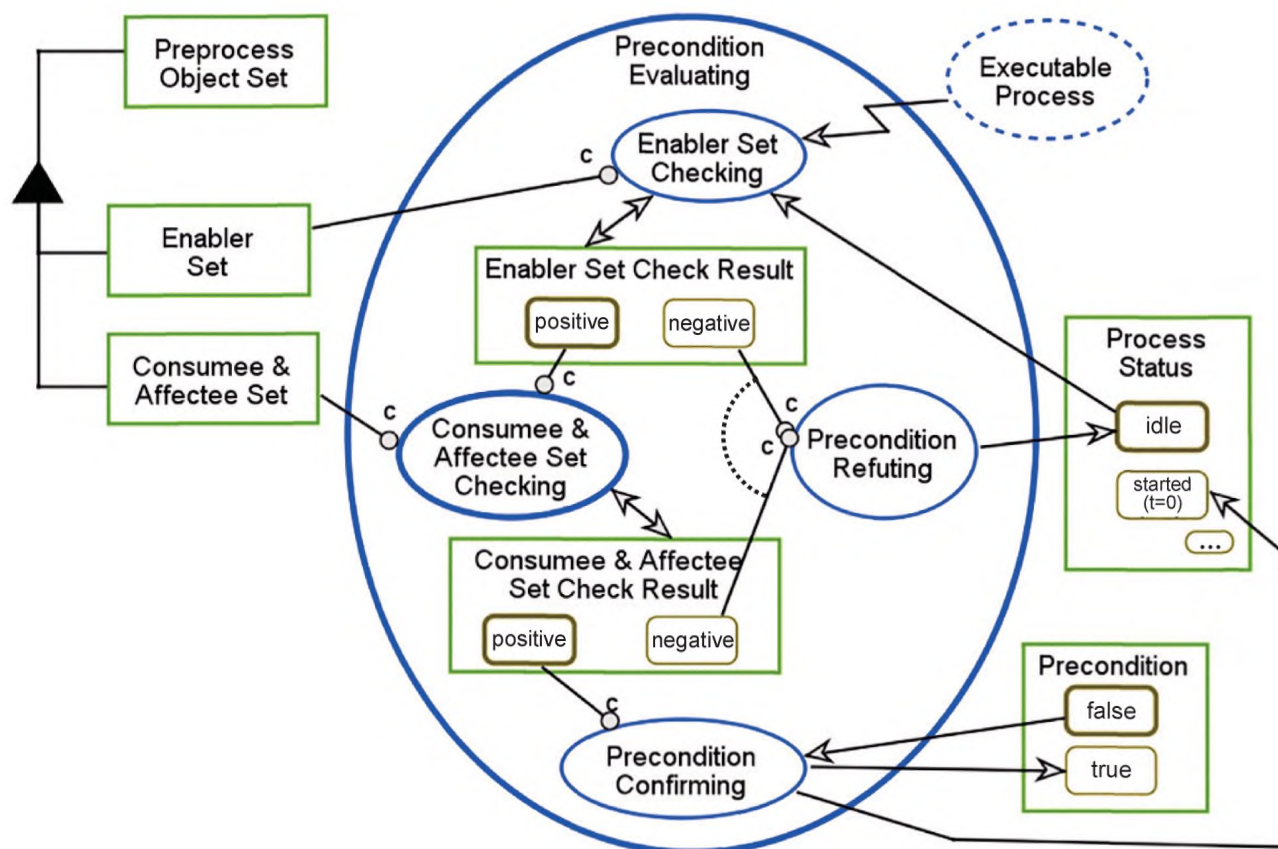 Preprocess
Object Set
Precondition
Evaluating
Executable
Process
Enabler Set
Checking
c
Enabler
Set
Enabler Set Check Result
positive
negative
Process
Status
idle
started
(t=0)
...
Consumee &
Affectee Set
c
c
c
c
Consumee &
Affectee Set
Checking
Precondition
Refuting
Consumee & Affectee
Set Check Result
positive
negative
c
Precondition
Confirming
Precondition
false
true